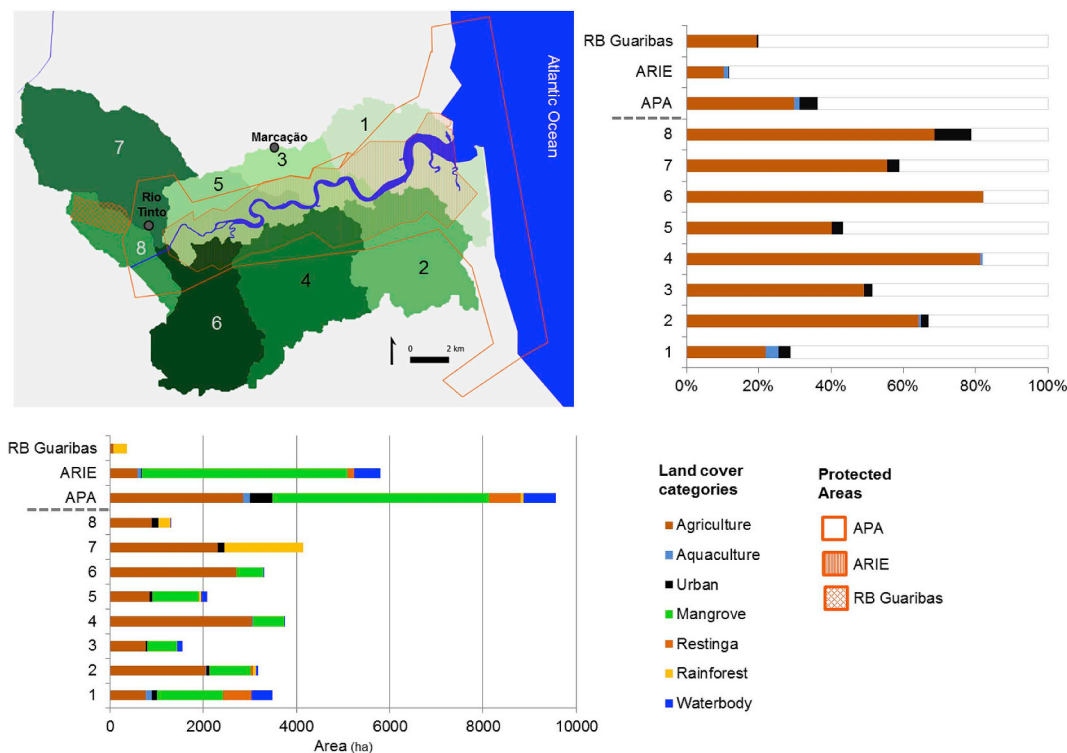 Atlantic Ocean
1
Marcação
3
7
5
Rio
Tinto
8
2
4
6
0
2 km
RB Guaribas
ARIE
APA
8
7
6
5
4
3
2
1
0% 20% 40% 60% 80% 100%
RB Guaribas
ARIE
APA
8
7
6
5
4
3
2
1
0 2000 4000 6000 8000 10000
Area (ha)
Land cover
categories
Agriculture
Aquaculture
Urban
Mangrove
Restinga
Rainforest
Waterbody
Protected
Areas
APA
ARIE
RB Guaribas